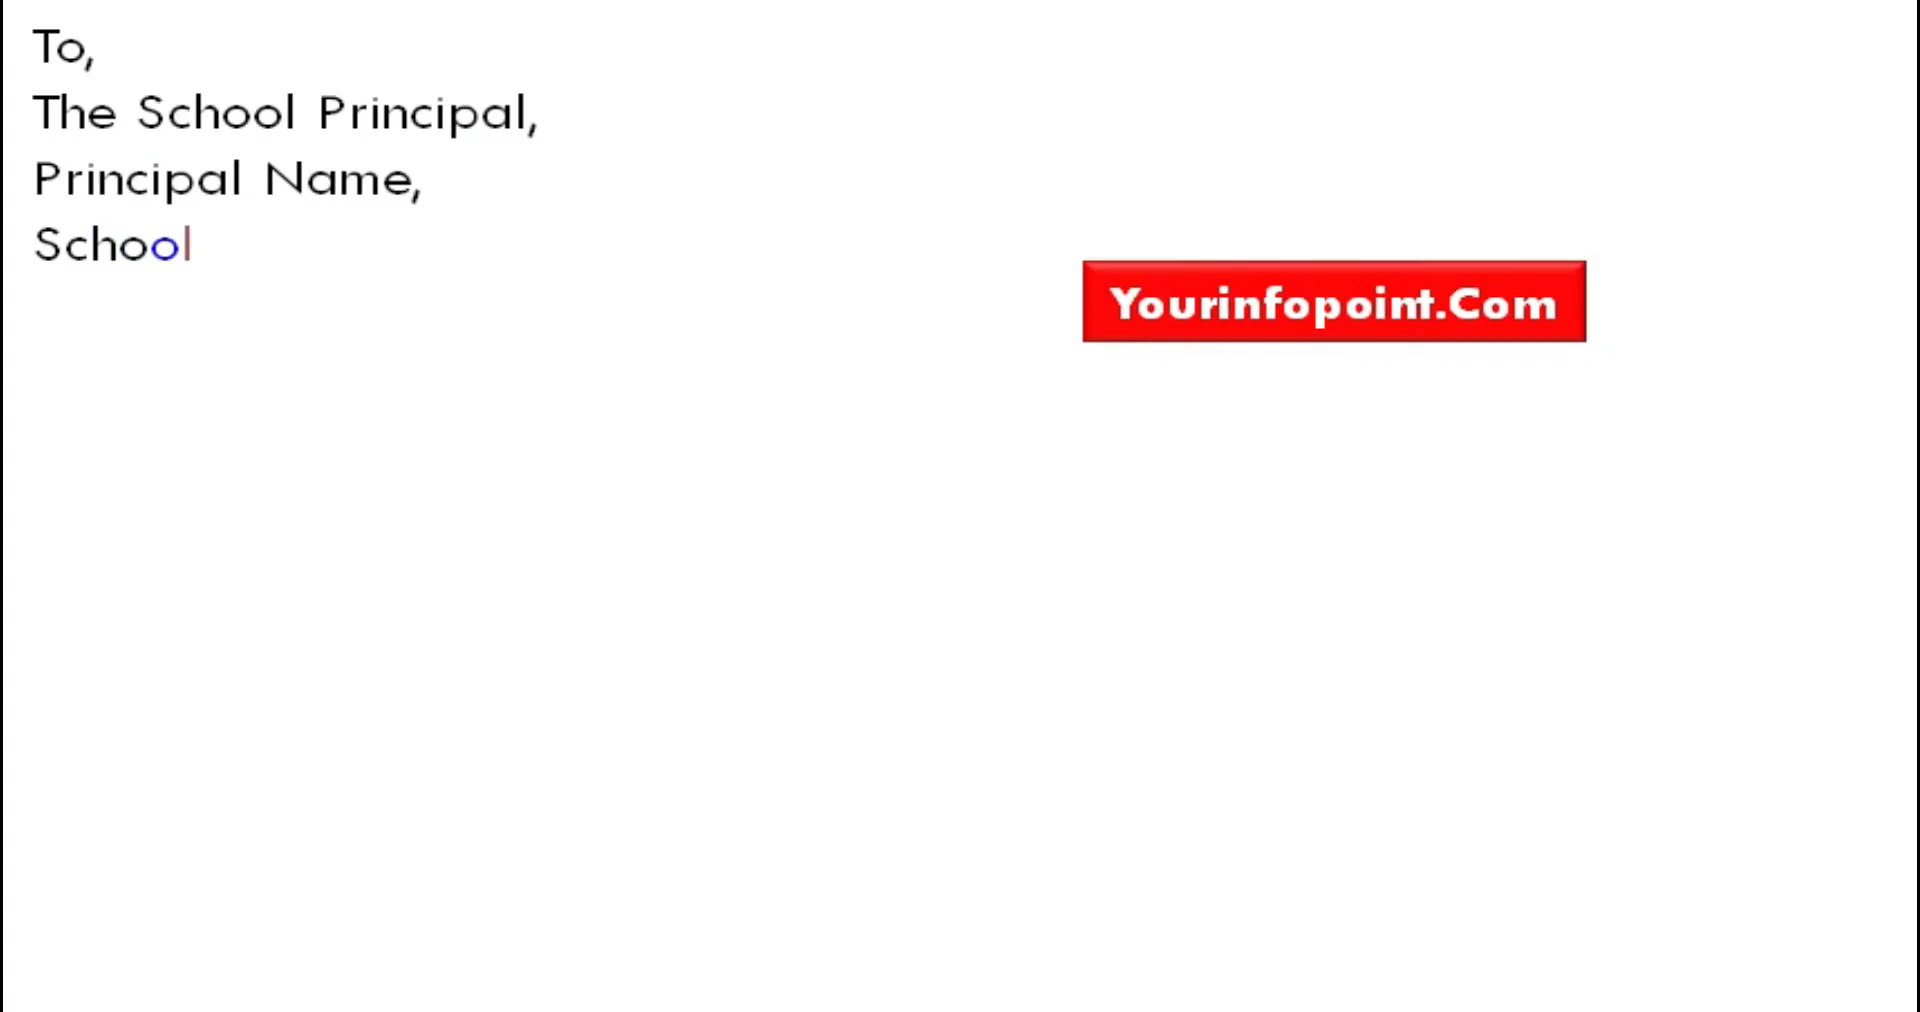 To,
The School Principal,
Principal Name,
School
Yourinfopoint.Com